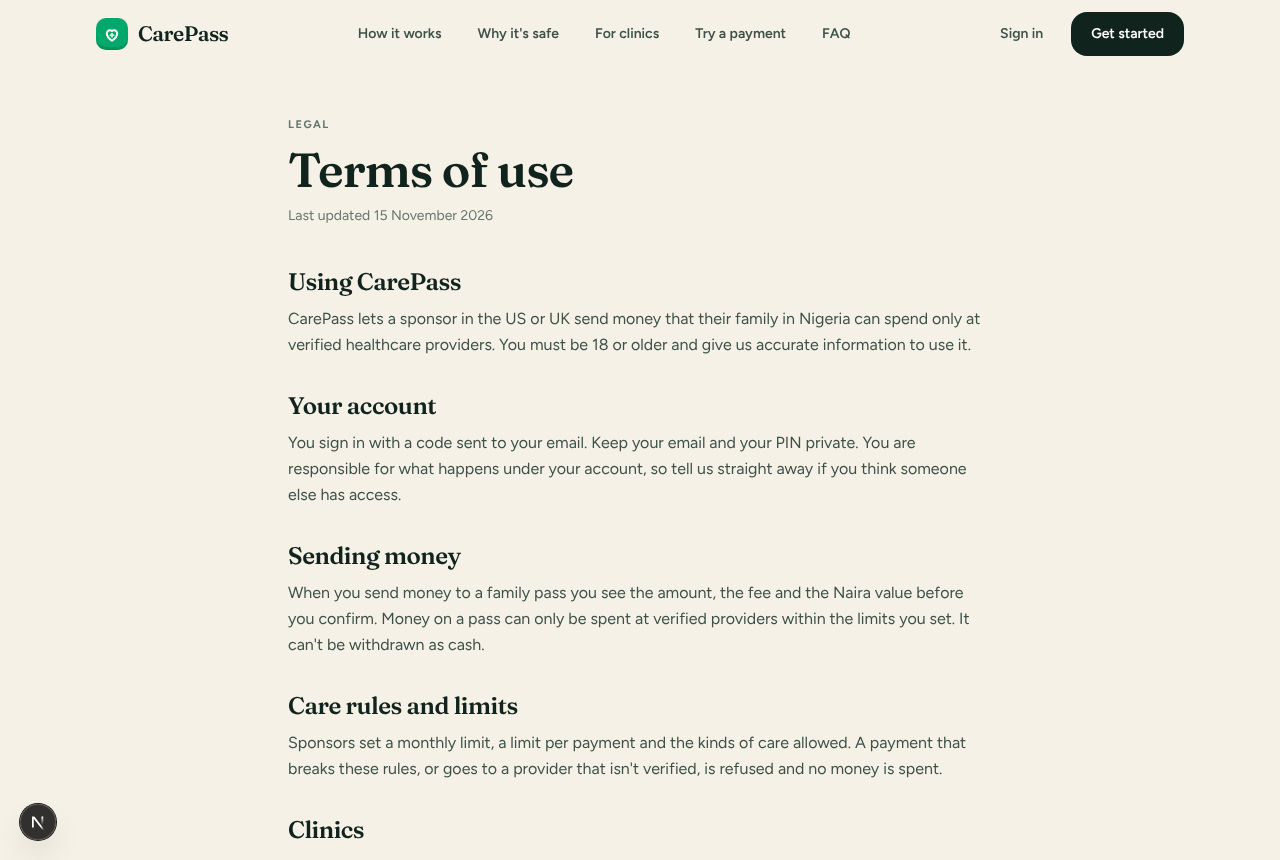 CarePass
How it works
Why it's safe
For clinics
Try a payment
FAQ
Sign in
Get started
LEGAL
Terms of use
Last updated 15 November 2026
Using CarePass
CarePass lets a sponsor in the US or UK send money that their family in Nigeria can spend only at
verified healthcare providers. You must be 18 or older and give us accurate information to use it.
Your account
You sign in with a code sent to your email. Keep your email and your PIN private. You are
responsible for what happens under your account, so tell us straight away if you think someone
else has access.
Sending money
When you send money to a family pass you see the amount, the fee and the Naira value before
you confirm. Money on a pass can only be spent at verified providers within the limits you set. It
can't be withdrawn as cash.
Care rules and limits
Sponsors set a monthly limit, a limit per payment and the kinds of care allowed. A payment that
breaks these rules, or goes to a provider that isn't verified, is refused and no money is spent.
N
Clinics